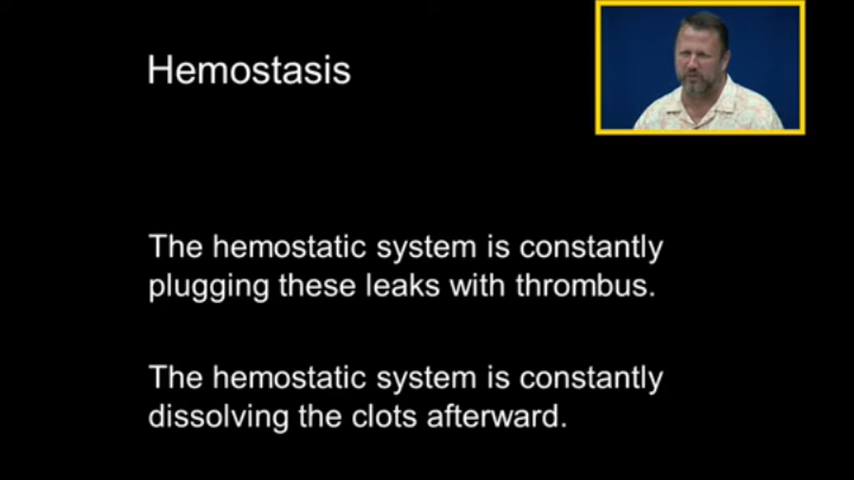 Hemostasis
The hemostatic system is constantly
plugging these leaks with thrombus.
The hemostatic system is constantly
dissolving the clots afterward.